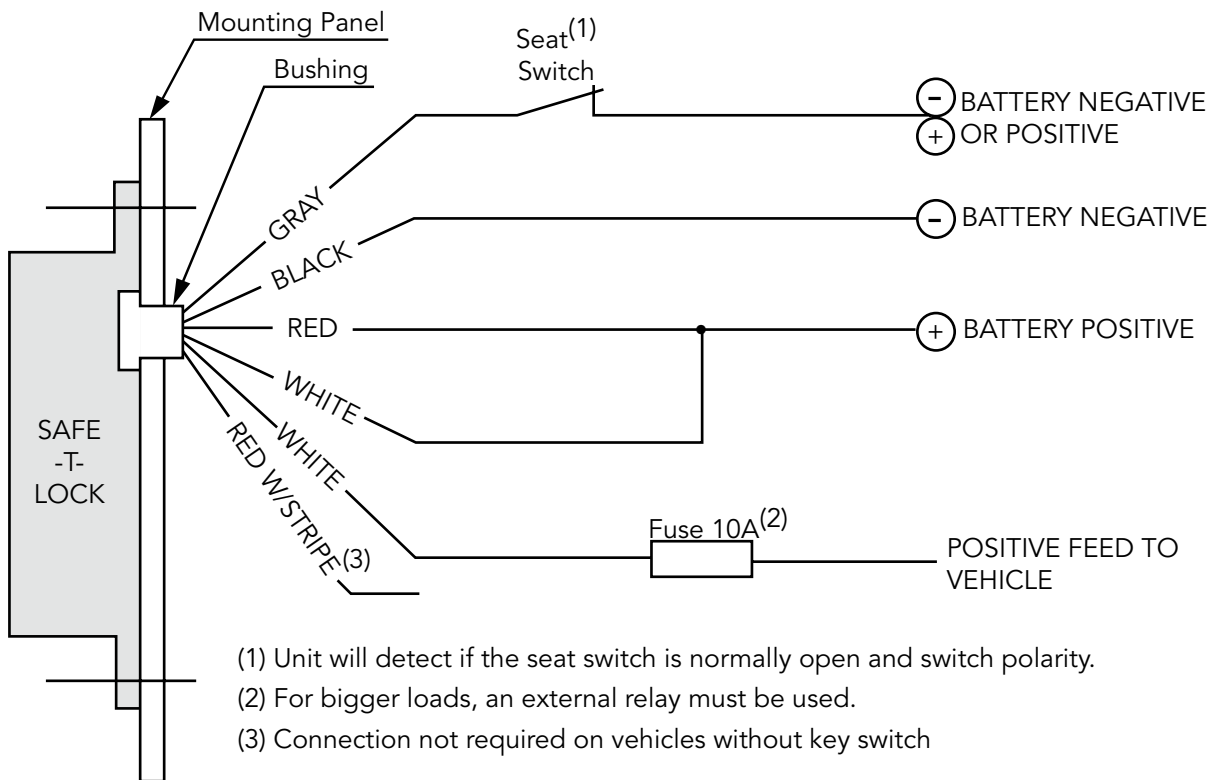 Mounting Panel
Bushing
Seat(1)
Switch
− BATTERY NEGATIVE
+ OR POSITIVE
GRAY
− BATTERY NEGATIVE
BLACK
RED
+ BATTERY POSITIVE
WHITE
WHITE
RED W/STRIPE(3)
SAFE
-T-
LOCK
Fuse 10A(2)
POSITIVE FEED TO
VEHICLE
(1) Unit will detect if the seat switch is normally open and switch polarity.
(2) For bigger loads, an external relay must be used.
(3) Connection not required on vehicles without key switch